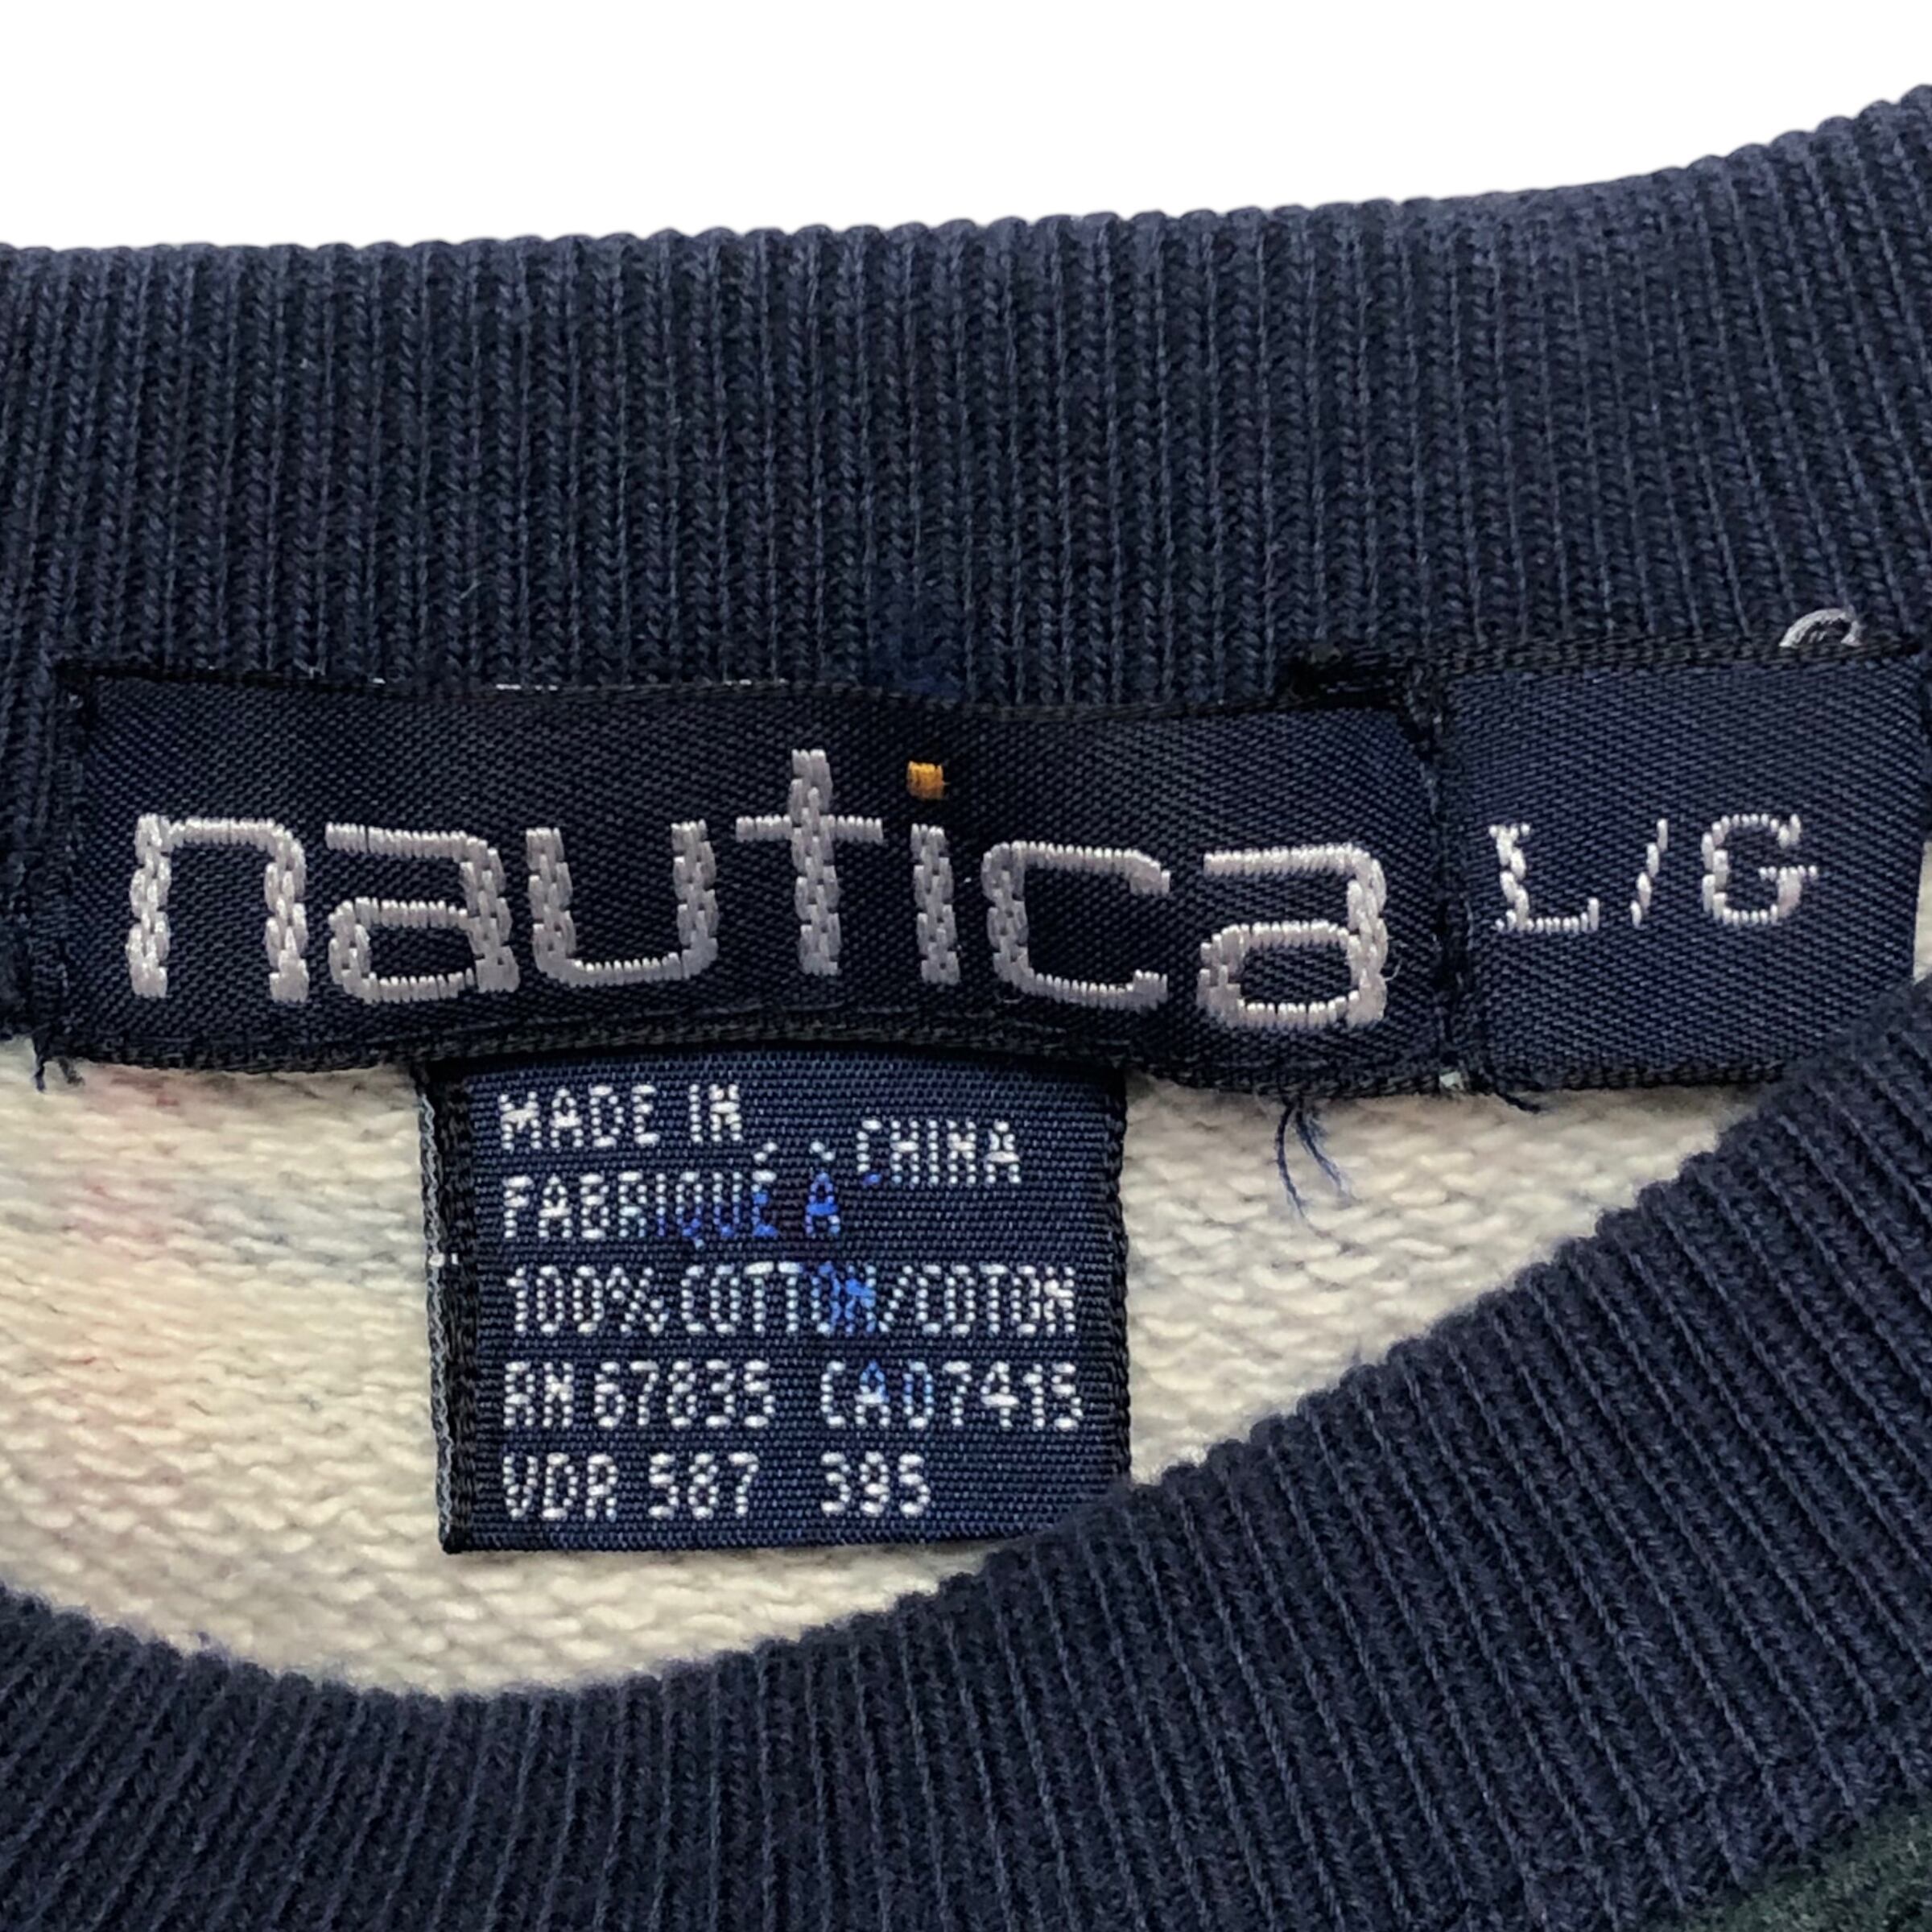 nautica L/G
MADE IN
CHINA
FABRIQUÉ À
100% COTTON/COTON
RN 67835 CA07415
VDR 587 395